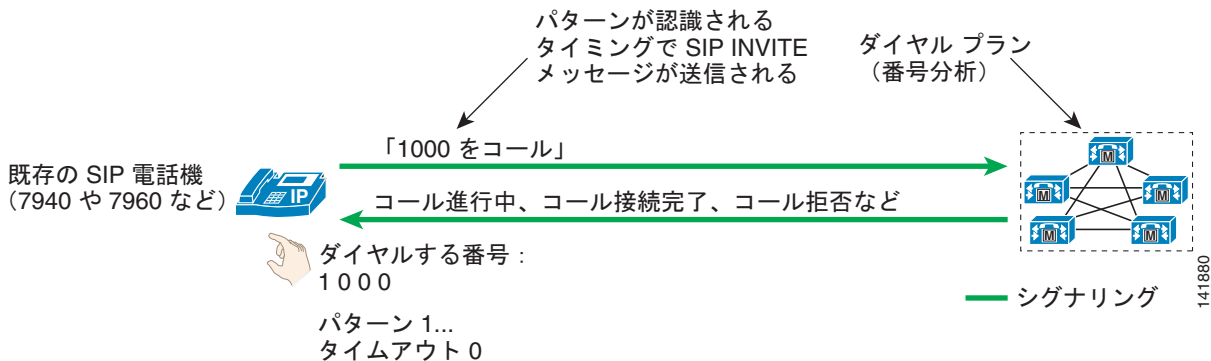 パターンが認識される
タイミングで SIP INVITE
メッセージが送信される
ダイヤル プラン
（番号分析）
「1000 をコール」
既存の SIP 電話機
（7940 や 7960 など）
IP
コール進行中、コール接続完了、コール拒否など
M
M
M
M
M
ダイヤルする番号：
1 0 0 0
パターン 1...
タイムアウト 0
シグナリング
141880